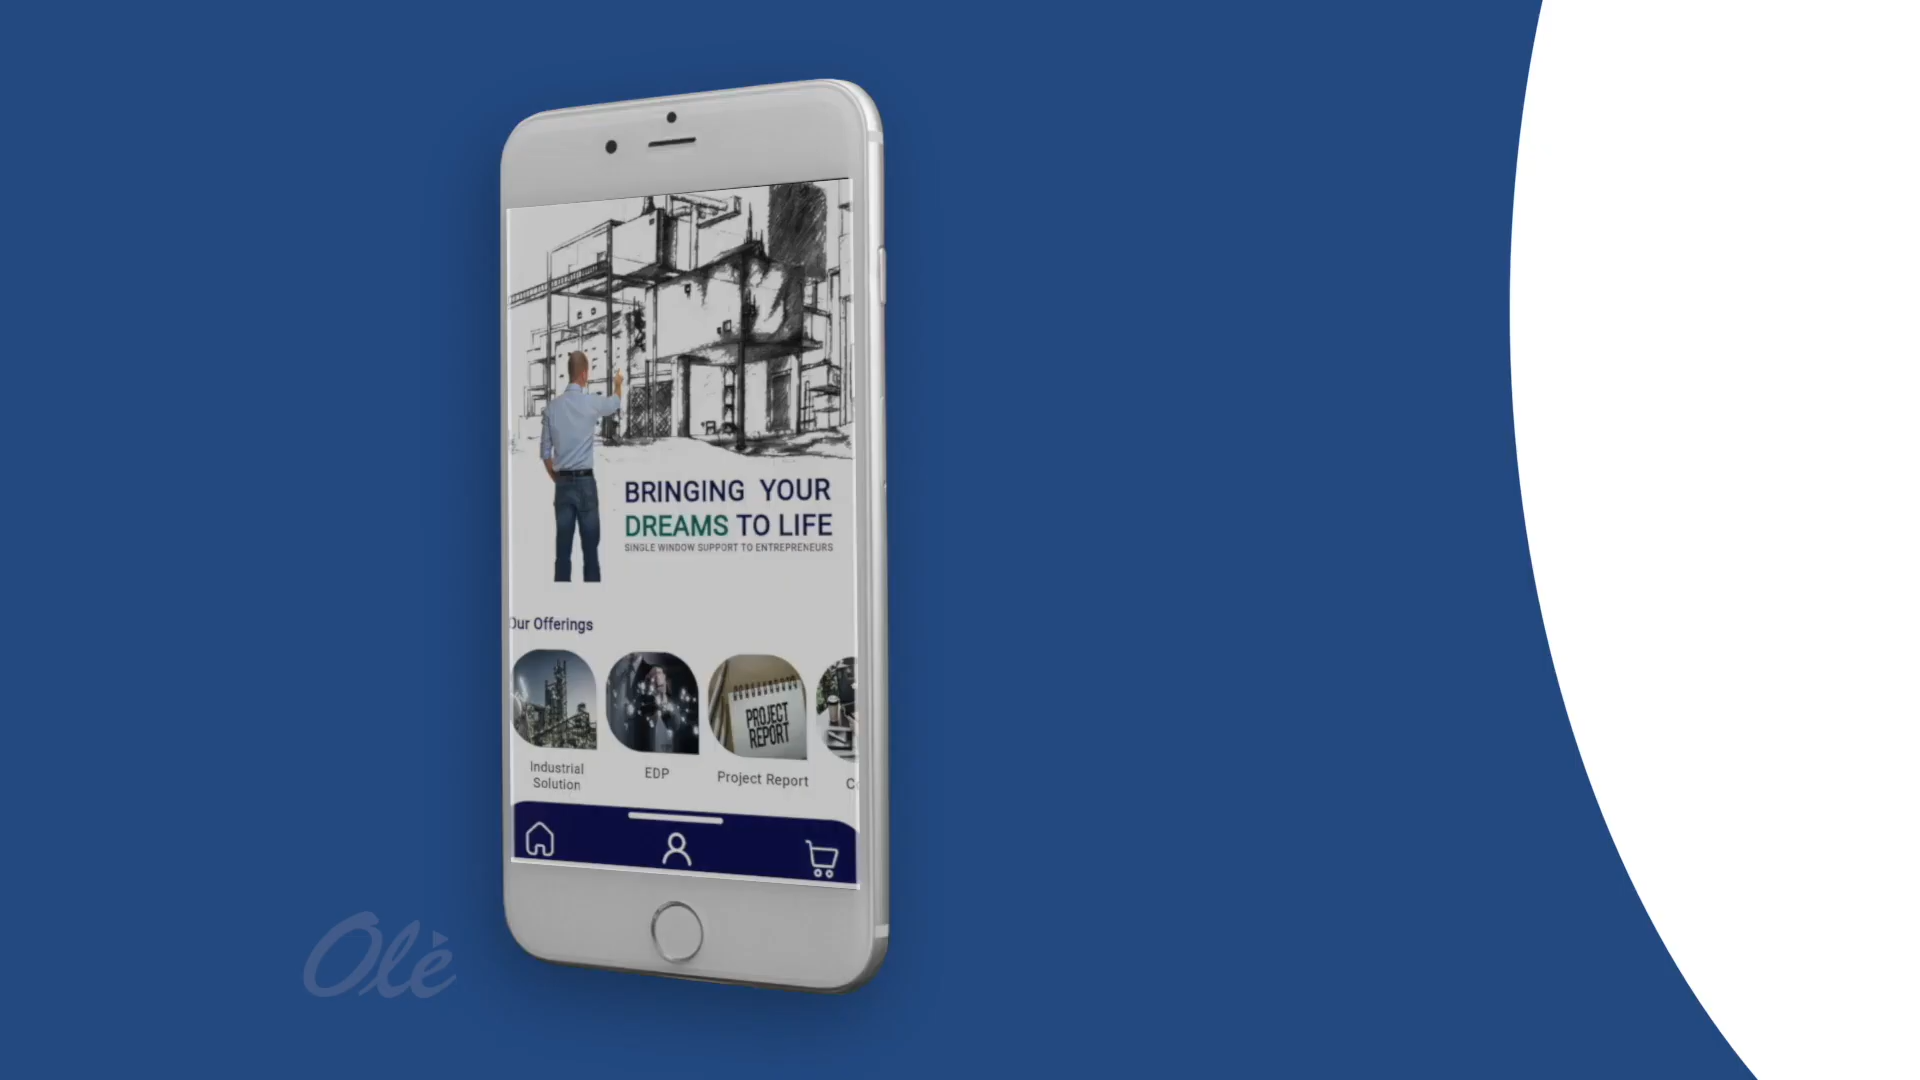 BRINGING YOUR
DREAMS TO LIFE
SINGLE WINDOW SUPPORT TO ENTREPRENEURS
Our Offerings
PROJECT
REPORT
Industrial
Solution
EDP
Project Report
Olè